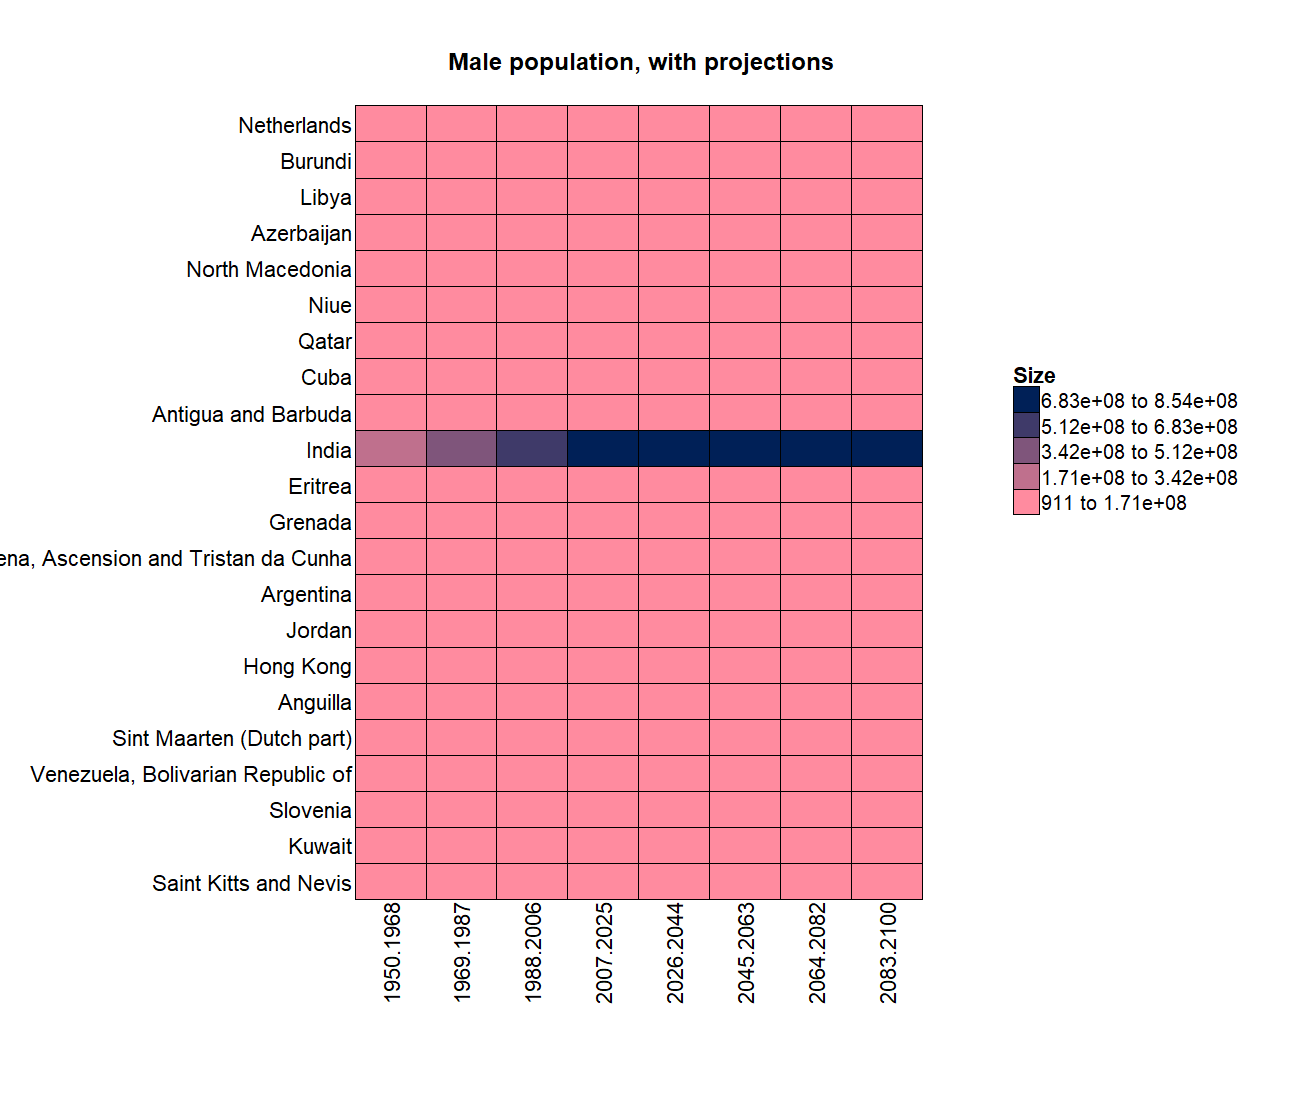 Male population, with projections
Netherlands
Burundi
Libya
Azerbaijan
North Macedonia
Niue
Qatar
Cuba
Antigua and Barbuda
India
Eritrea
Grenada
ena, Ascension and Tristan da Cunha
Argentina
Jordan
Hong Kong
Anguilla
Sint Maarten (Dutch part)
Venezuela, Bolivarian Republic of
Slovenia
Kuwait
Saint Kitts and Nevis
1950.1968
1969.1987
1988.2006
2007.2025
2026.2044
2045.2063
2064.2082
2083.2100
Size
6.83e+08 to 8.54e+08
5.12e+08 to 6.83e+08
3.42e+08 to 5.12e+08
1.71e+08 to 3.42e+08
911 to 1.71e+08